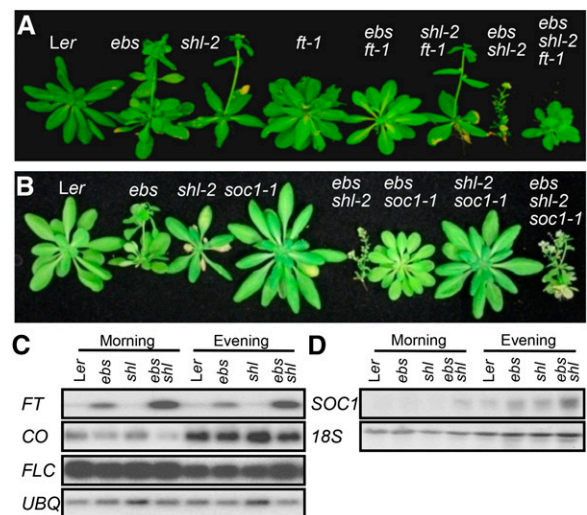 A
Ler ebs shl-2 ft-1 ebs ft-1 shl-2 ft-1 ebs shl-2 ebs shl-2 ft-1
B
Ler ebs shl-2 soc1-1 ebs shl-2 ebs soc1-1 shl-2 soc1-1 ebs shl-2 soc1-1
C
Morning Evening
Ler ebs shl ebs shl Ler ebs shl ebs shl
FT
CO
FLC
UBQ
D
Morning Evening
Ler ebs shl ebs shl Ler ebs shl ebs shl
SOC1
18S